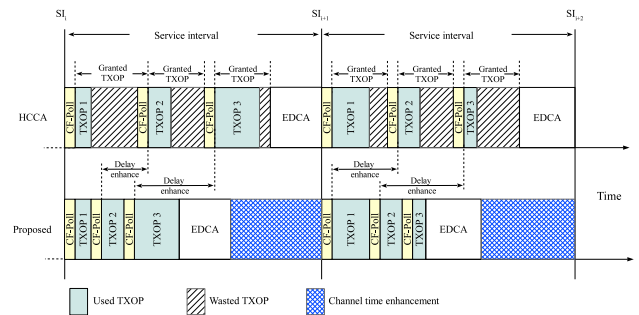 SIi SIi+1 SIi+2
Service interval Service interval
Granted TXOP Granted TXOP Granted TXOP Granted TXOP Granted TXOP Granted TXOP
HCCA CF-Poll TXOP 1 CF-Poll TXOP 2 CF-Poll TXOP 3 EDCA CF-Poll TXOP 1 CF-Poll TXOP 2 CF-Poll TXOP 3 EDCA
Delay enhance Delay enhance
Delay enhance Delay enhance
Time
Proposed CF-Poll TXOP 1 CF-Poll TXOP 2 CF-Poll TXOP 3 EDCA CF-Poll TXOP 1 CF-Poll TXOP 2 CF-Poll TXOP 3 EDCA
Used TXOP Wasted TXOP Channel time enhancement